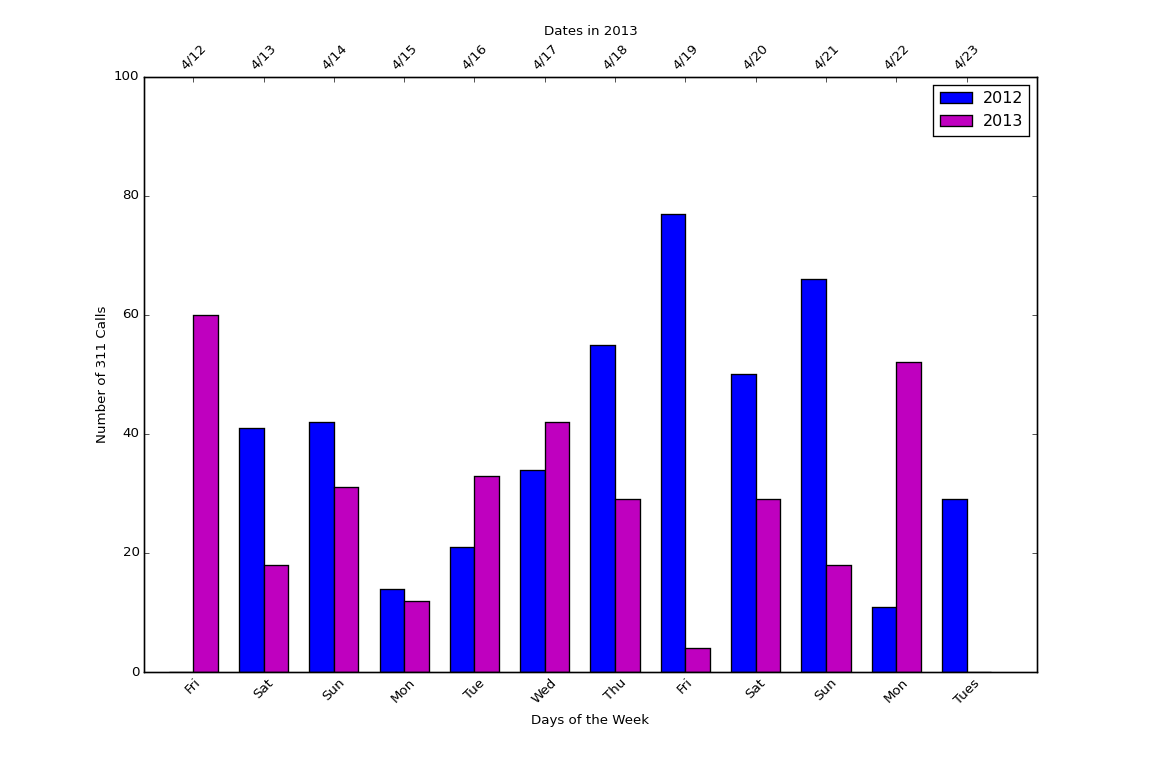 Dates in 2013
4/12 4/13 4/14 4/15 4/16 4/17 4/18 4/19 4/20 4/21 4/22 4/23
100
80
60
40
20
0
Number of 311 Calls
2012
2013
Fri Sat Sun Mon Tue Wed Thu Fri Sat Sun Mon Tues
Days of the Week